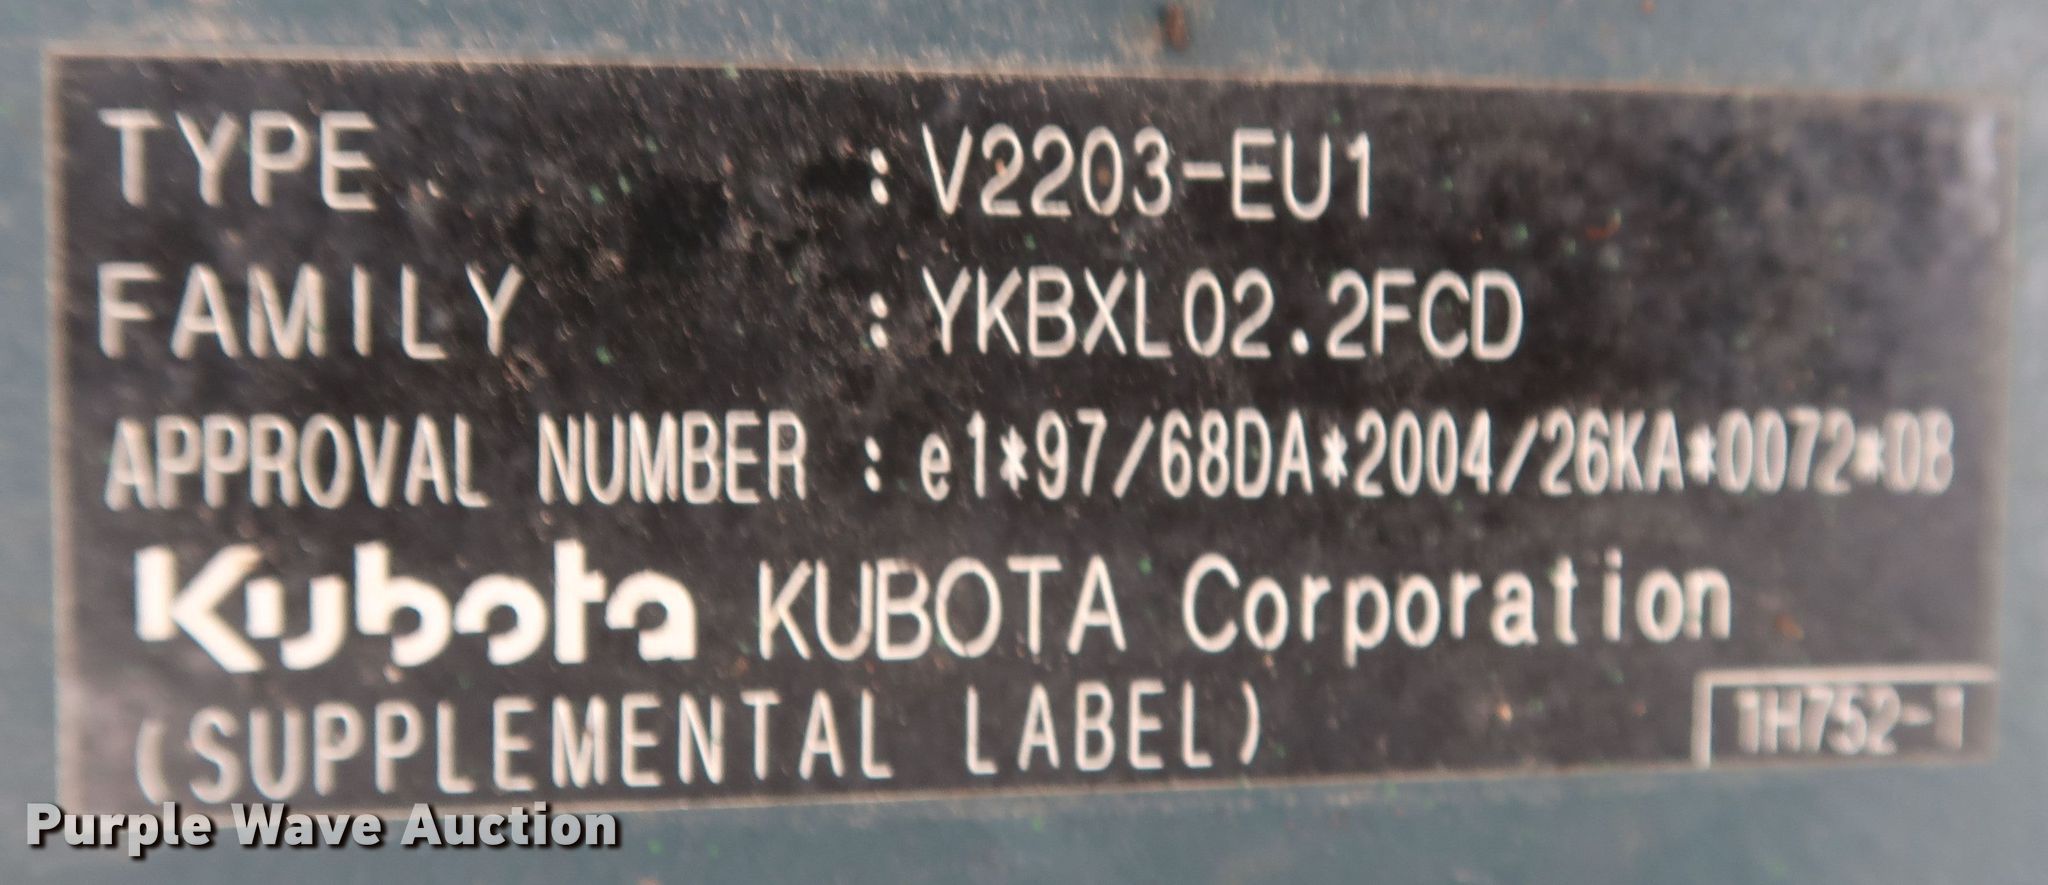 TYPE : V2203-EU1
FAMILY : YKBXL02.2FCD
APPROVAL NUMBER : e1*97/68DA*2004/26KA*0072*0B
Kubota KUBOTA Corporation
(SUPPLEMENTAL LABEL)
1H752-1
Purple Wave Auction